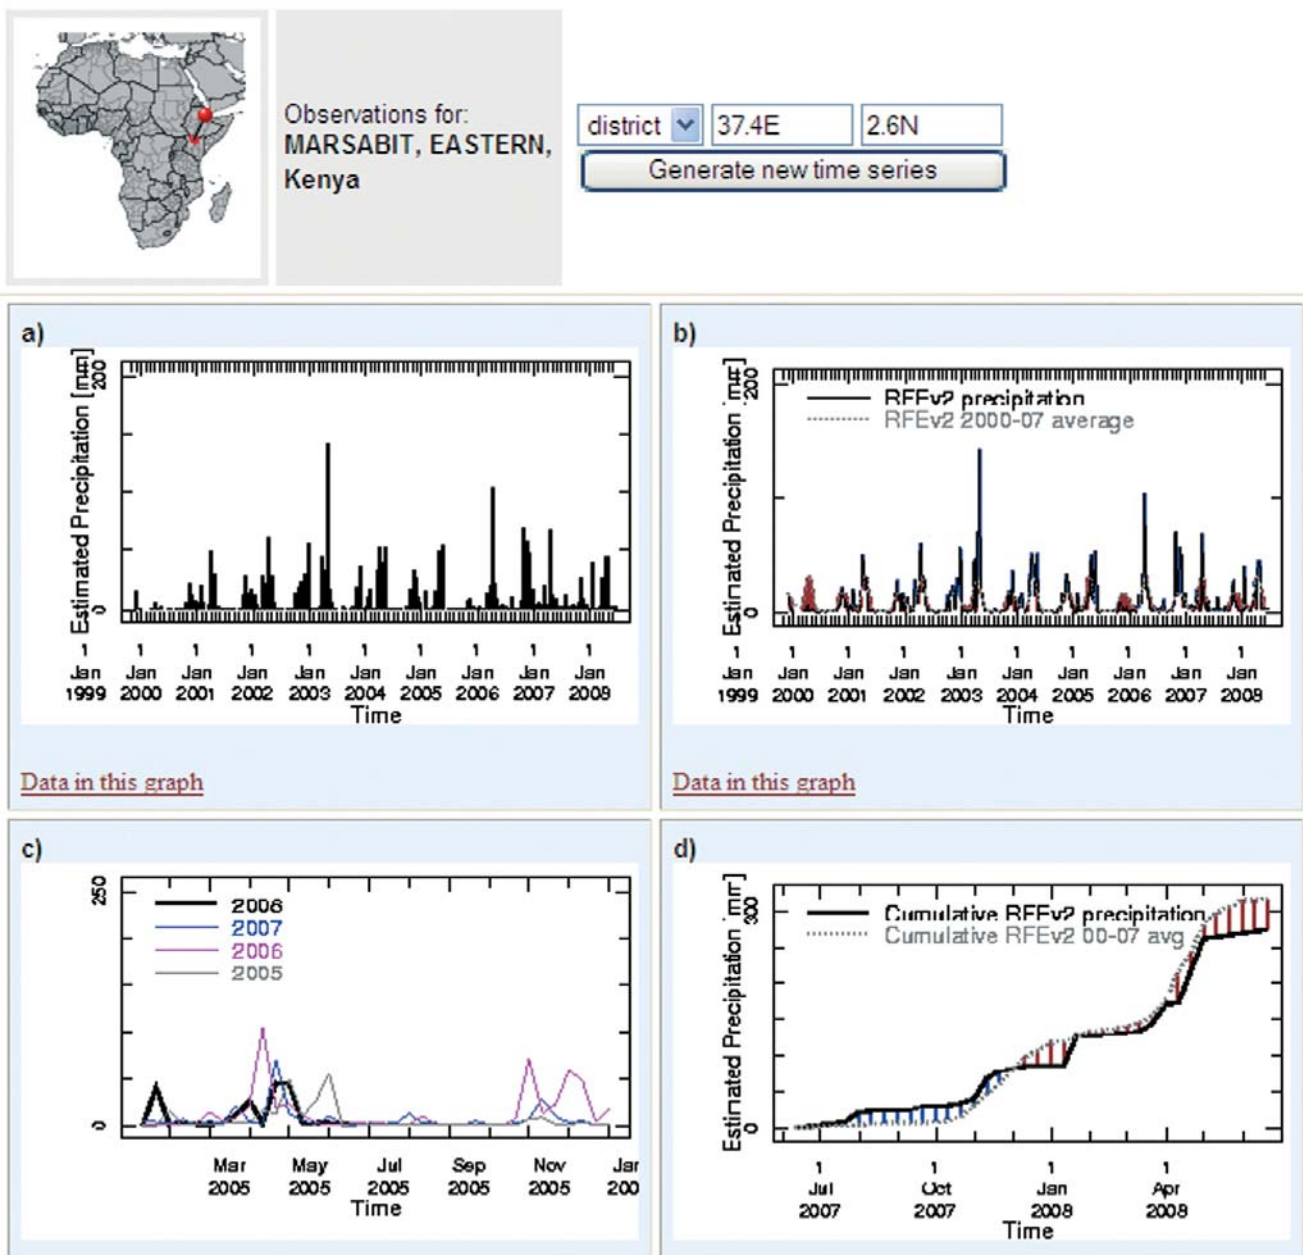 Observations for:
MARSABIT, EASTERN,
Kenya
district 37.4E 2.6N
Generate new time series
a)
Estimated Precipitation [mm]
200
0
1 1 1 1 1 1 1 1 1 1
Jan Jan Jan Jan Jan Jan Jan Jan Jan Jan
1999 2000 2001 2002 2003 2004 2005 2006 2007 2008
Time
Data in this graph
b)
Estimated Precipitation [mm]
200
0
RFEv2 precipitation
RFEv2 2000-07 average
1 1 1 1 1 1 1 1 1 1
Jan Jan Jan Jan Jan Jan Jan Jan Jan Jan
1999 2000 2001 2002 2003 2004 2005 2006 2007 2008
Time
Data in this graph
c)
250
0
2008
2007
2006
2005
Mar May Jul Sep Nov Jan
2005 2005 2005 2005 2005 200
Time
d)
Estimated Precipitation [mm]
300
0
Cumulative RFEv2 precipitation
Cumulative RFEv2 00-07 avg
1 1 1 1
Jul Oct Jan Apr
2007 2007 2008 2008
Time